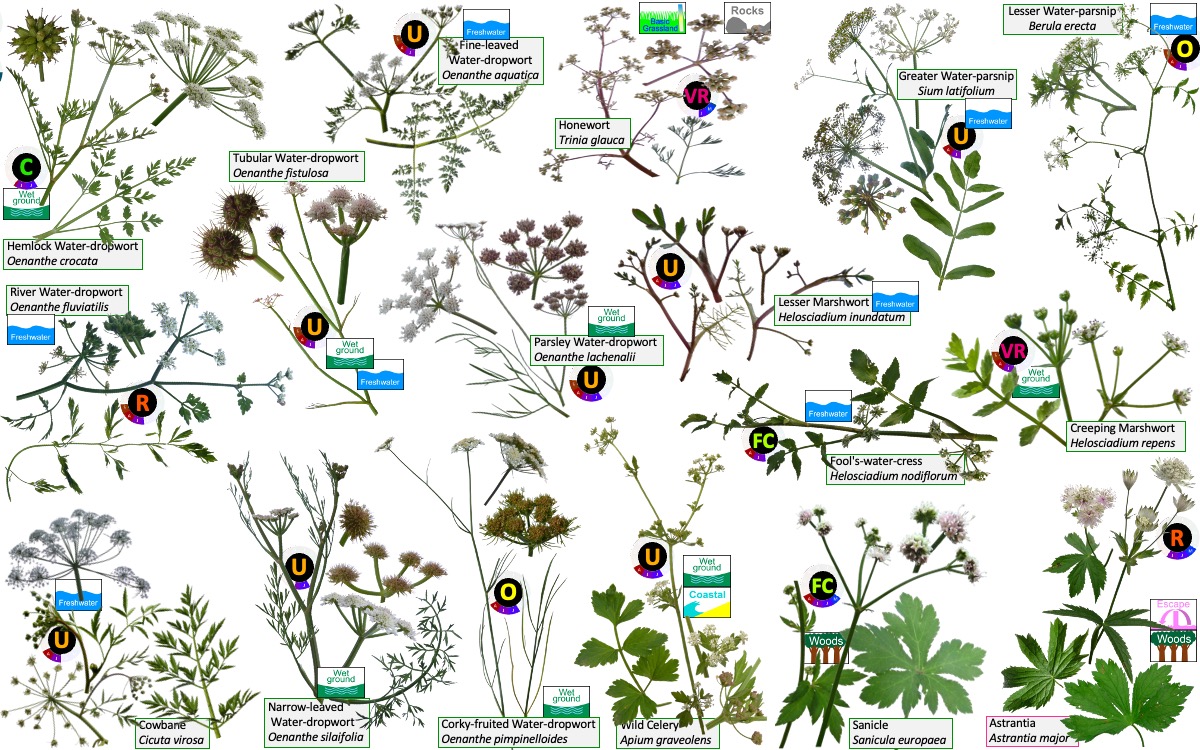 C
Wet
ground
Hemlock Water-dropwort
Oenanthe crocata
U
Freshwater
Fine-leaved
Water-dropwort
Oenanthe aquatica
Tubular Water-dropwort
Oenanthe fistulosa
U
Wet
ground
Freshwater
Basic
Grassland
Rocks
VR
Honewort
Trinia glauca
Greater Water-parsnip
Sium latifolium
Freshwater
U
Lesser Water-parsnip
Berula erecta
Freshwater
O
River Water-dropwort
Oenanthe fluviatilis
Freshwater
R
Wet
ground
Parsley Water-dropwort
Oenanthe lachenalii
U
U
Lesser Marshwort
Helosciadium inundatum
Freshwater
Freshwater
FC
Fool's-water-cress
Helosciadium nodiflorum
VR
Wet
ground
Creeping Marshwort
Helosciadium repens
Freshwater
U
Cowbane
Cicuta virosa
U
Wet
ground
Narrow-leaved
Water-dropwort
Oenanthe silaifolia
O
Wet
ground
Corky-fruited Water-dropwort
Oenanthe pimpinelloides
U
Wet
ground
Coastal
Wild Celery
Apium graveolens
FC
Woods
Sanicle
Sanicula europaea
R
Escape
Woods
Astrantia
Astrantia major